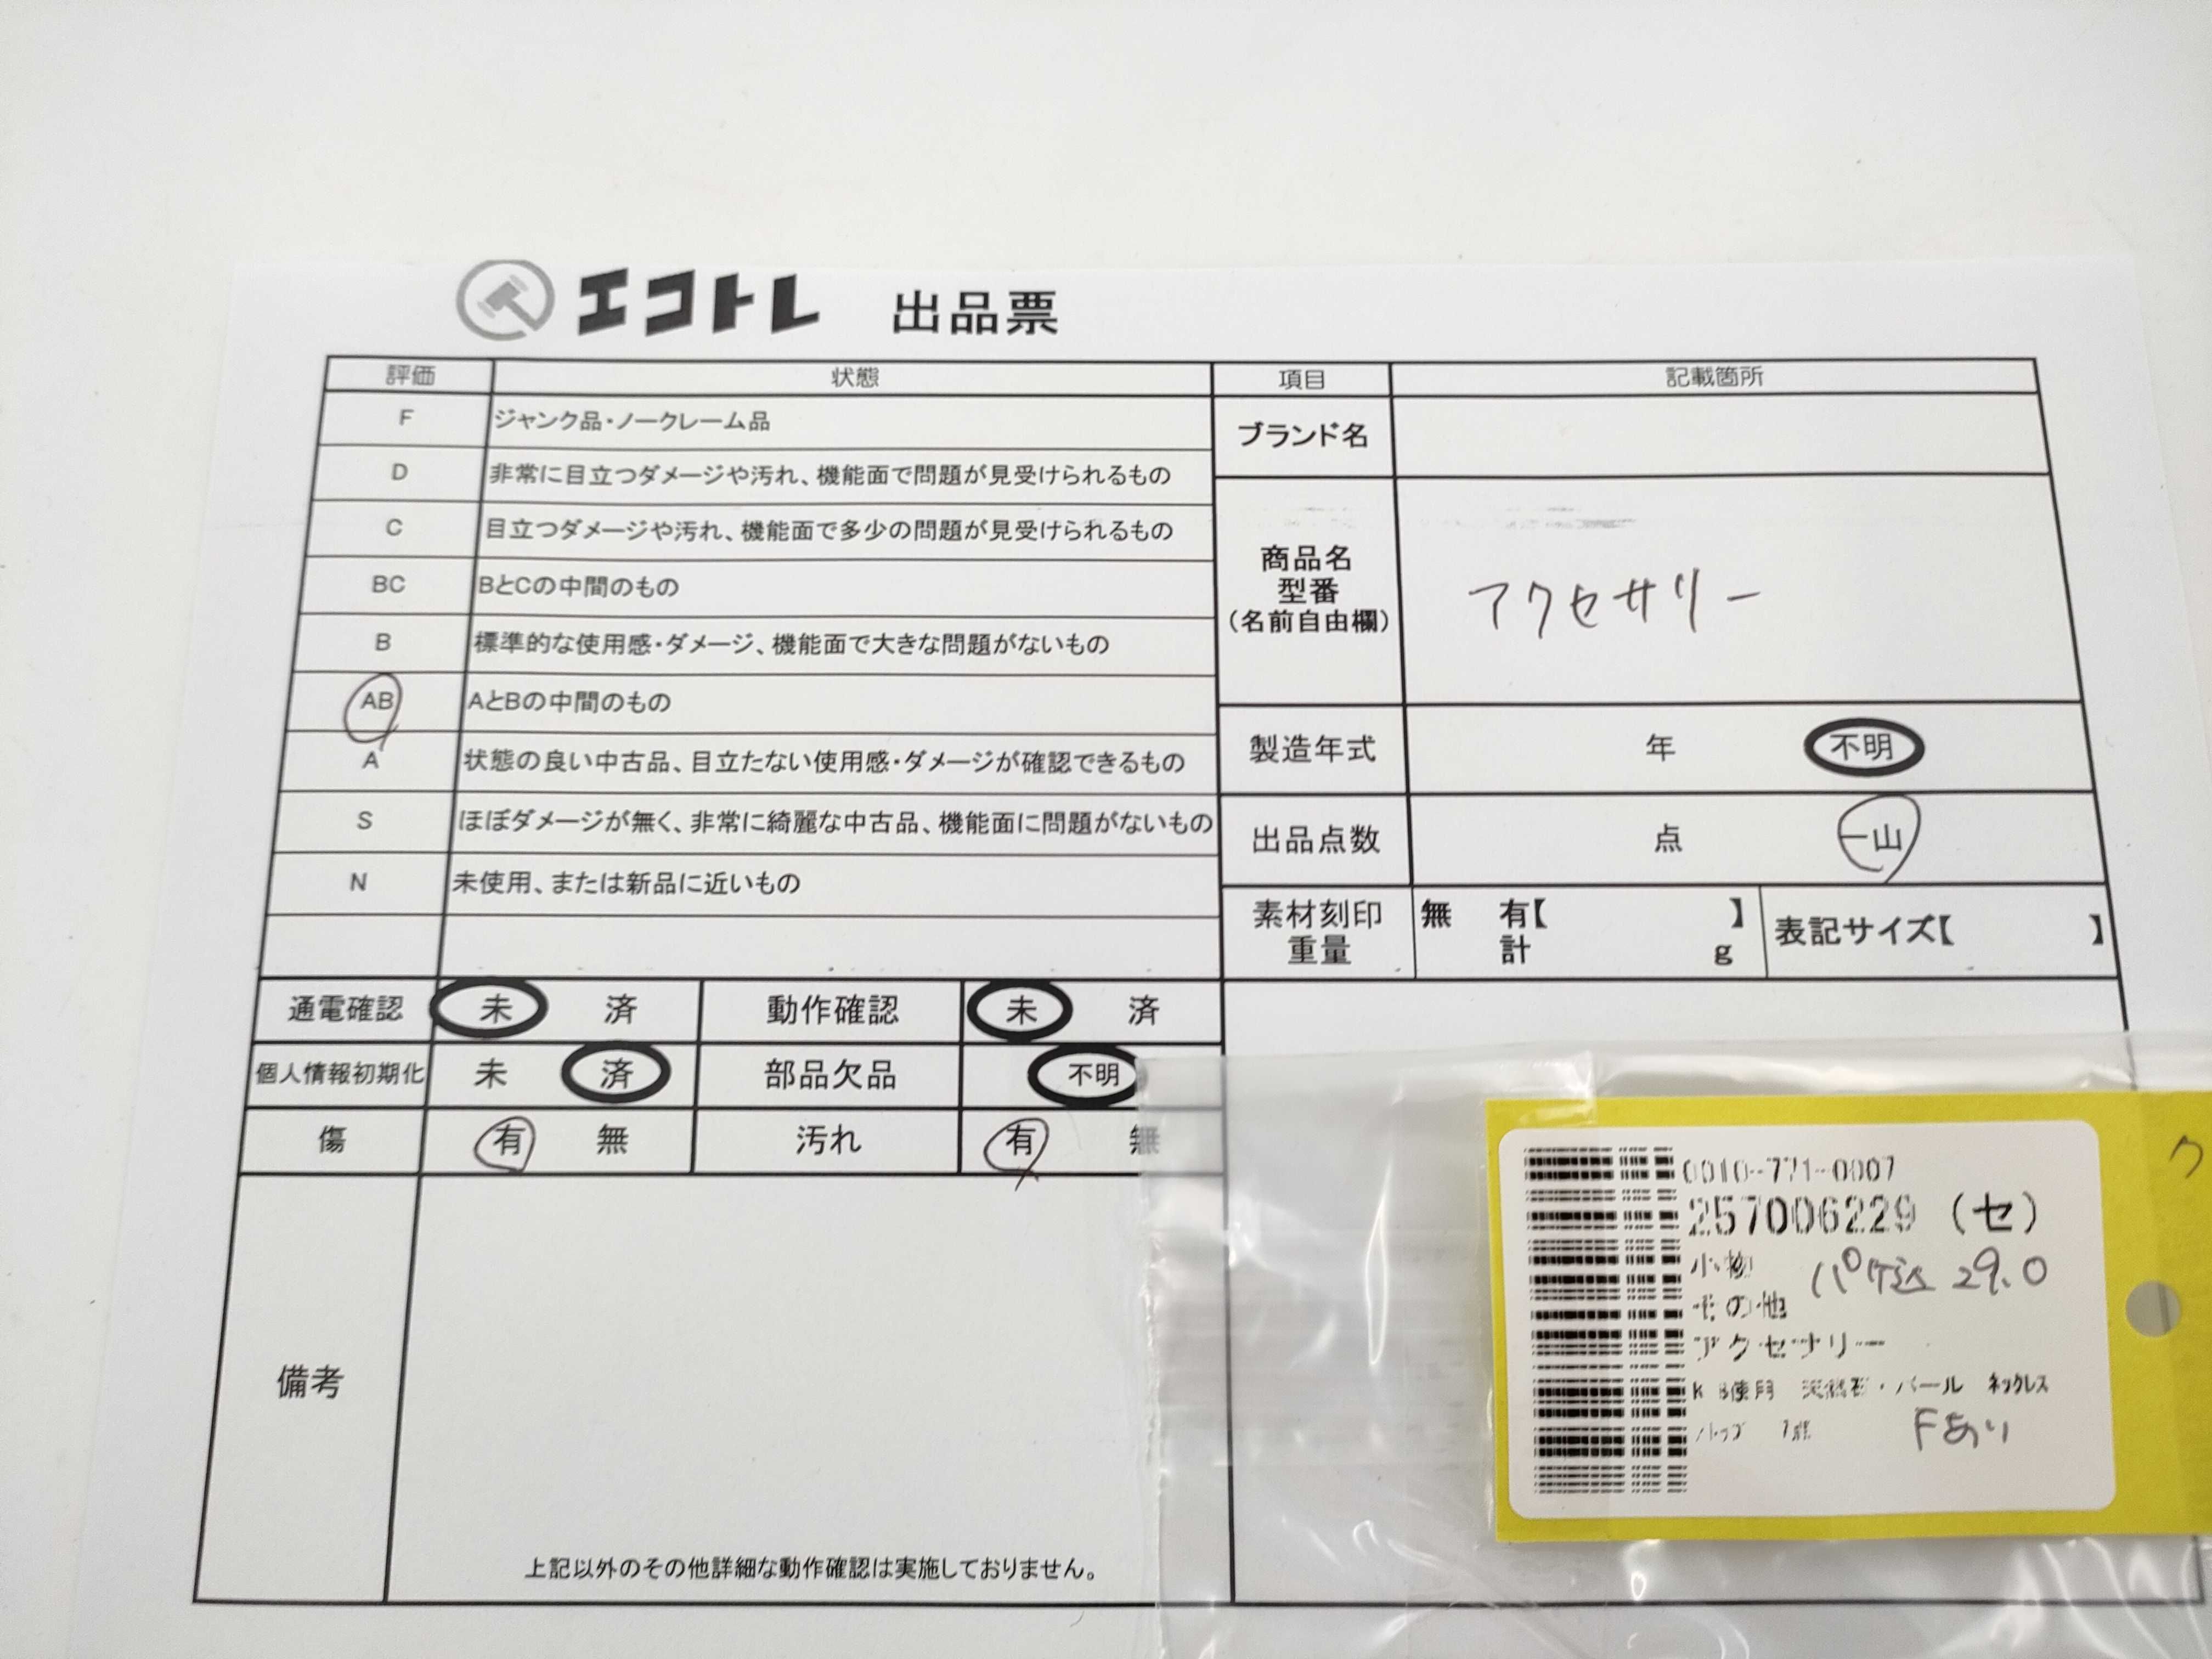 エコトレ 出品票
評価 状態 項目 記載箇所
F ジャンク品・ノークレーム品
D 非常に目立つダメージや汚れ、機能面で問題が見受けられるもの
C 目立つダメージや汚れ、機能面で多少の問題が見受けられるもの
BC BとCの中間のもの
B 標準的な使用感・ダメージ、機能面で大きな問題がないもの
AB AとBの中間のもの
A 状態の良い中古品、目立たない使用感・ダメージが確認できるもの
S ほぼダメージが無く、非常に綺麗な中古品、機能面に問題がないもの
N 未使用、または新品に近いもの
ブランド名
商品名
型番
(名前自由欄)
アクセサリー
製造年式 年 不明
出品点数 点 一山
素材刻印 無 有【 】
重量 計 g
表記サイズ【 】
通電確認 未 済 動作確認 未 済
個人情報初期化 未 済 部品欠品 不明
傷 有 無 汚れ 有 無
備考
上記以外のその他詳細な動作確認は実施しておりません。
0010-771-0007
257006229 (セ)
小物 パケ込 29.0
その他
アクセサリー
使用 天然石・パール ネックレス
トップ Fあり
ク